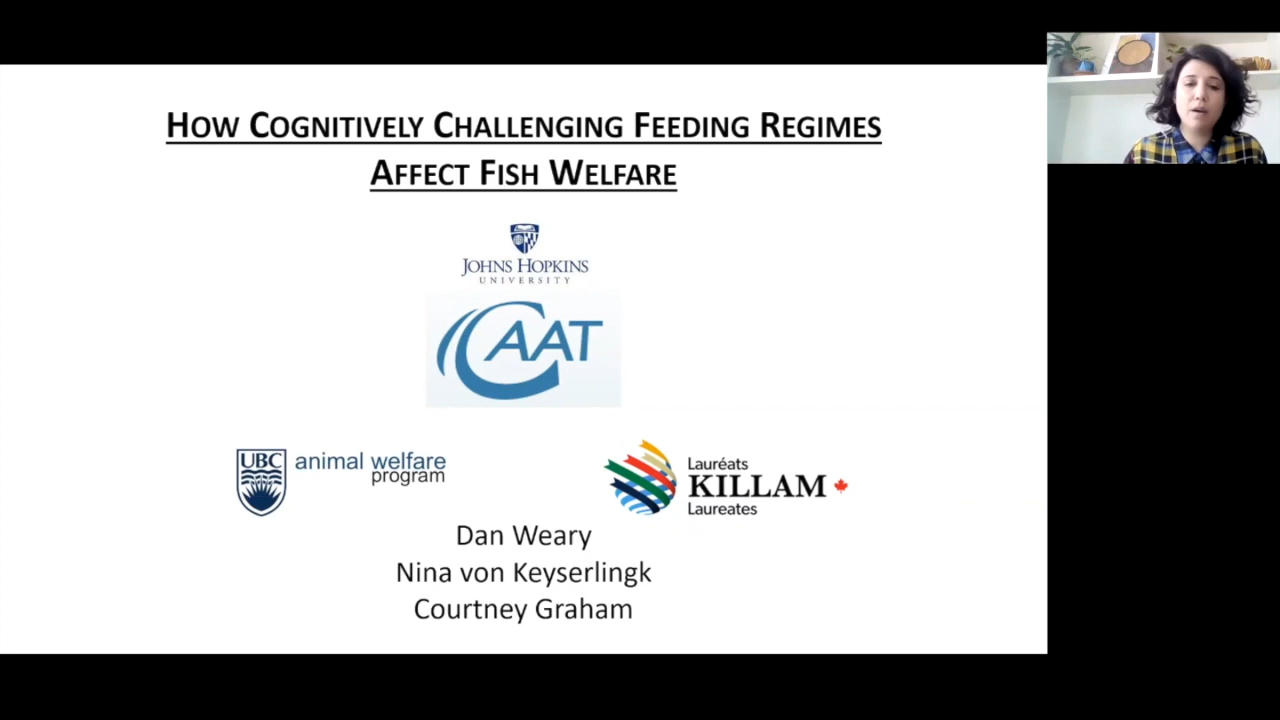 HOW COGNITIVELY CHALLENGING FEEDING REGIMES
AFFECT FISH WELFARE
JOHNS HOPKINS
UNIVERSITY
CAAT
UBC
animal welfare
program
Lauréats
KILLAM
Laureates
Dan Weary
Nina von Keyserlingk
Courtney Graham